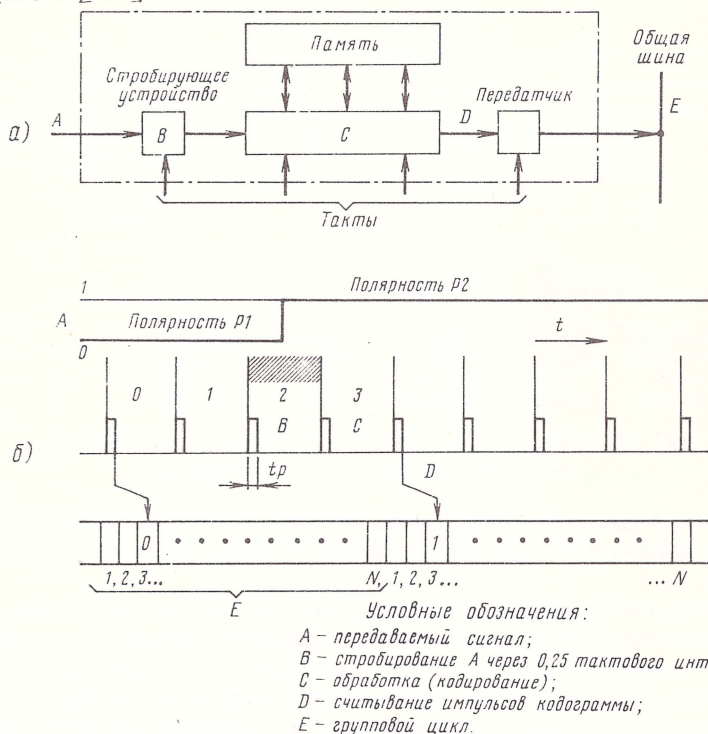 Память
Общая
шина
Стробирующее
устройство
Передатчик
а) A B C D E
Такты
1 Полярность P2
A Полярность P1 t
0
0 1 2 3
B C
б) tр D
0 1
1, 2, 3... N, 1, 2, 3... ... N
E
Условные обозначения:
A – передаваемый сигнал;
B – стробирование A через 0,25 тактового инт
C – обработка (кодирование);
D – считывание импульсов кодограммы;
E – групповой цикл.